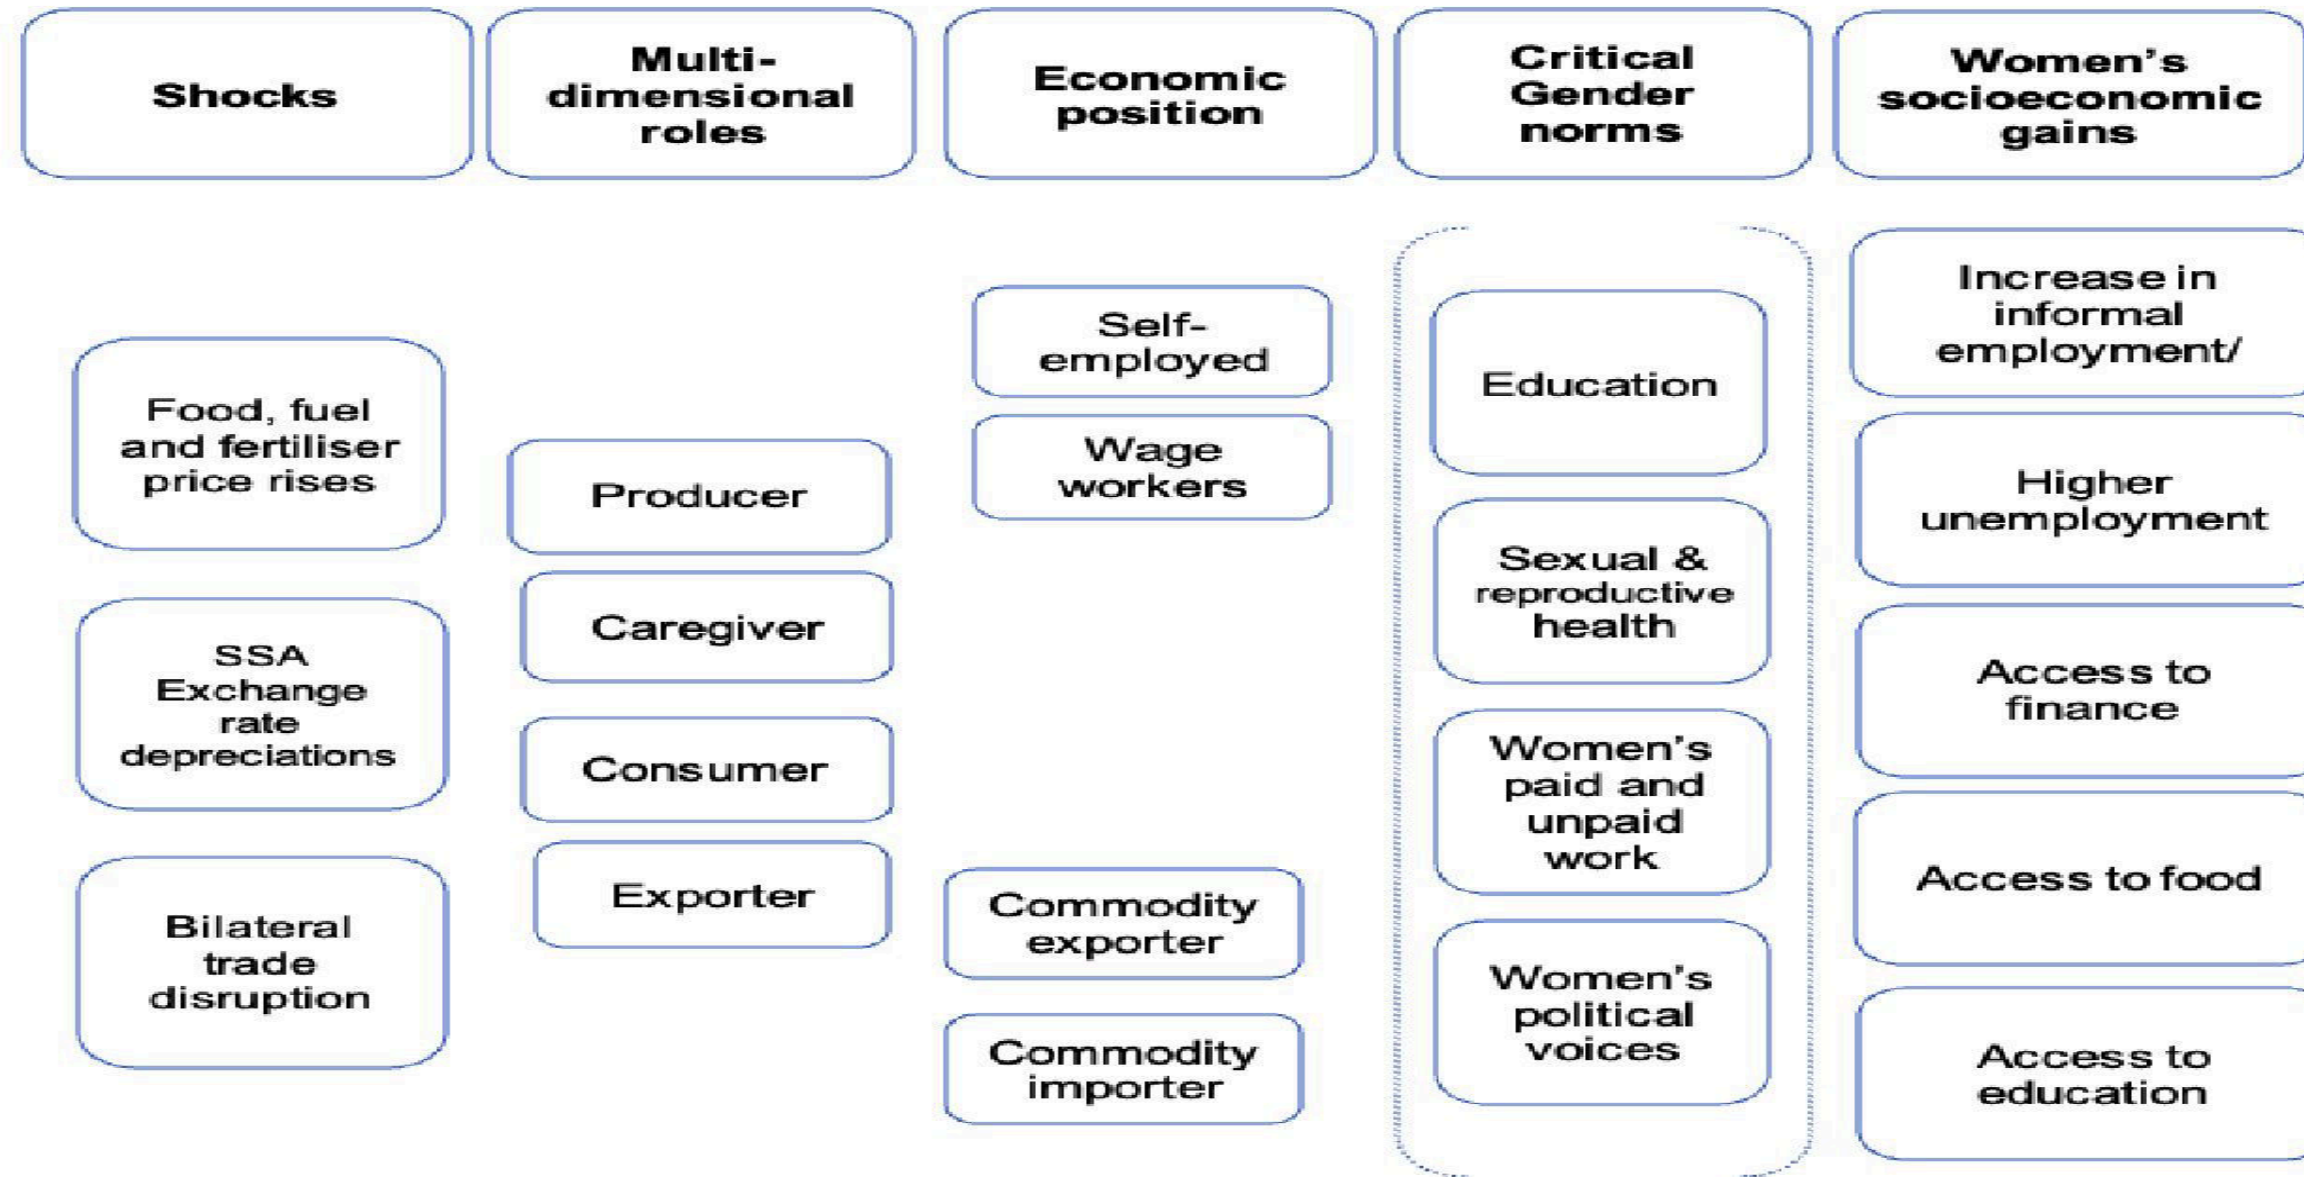 Shocks
Multi-
dimensional
roles
Economic
position
Critical
Gender
norms
Women's
socioeconomic
gains
Food, fuel
and fertiliser
price rises
SSA
Exchange
rate
depreciations
Bilateral
trade
disruption
Producer
Caregiver
Consumer
Exporter
Self-
employed
Wage
workers
Commodity
exporter
Commodity
importer
Education
Sexual &
reproductive
health
Women's
paid and
unpaid
work
Women's
political
voices
Increase in
informal
employment/
Higher
unemployment
Access to
finance
Access to food
Access to
education